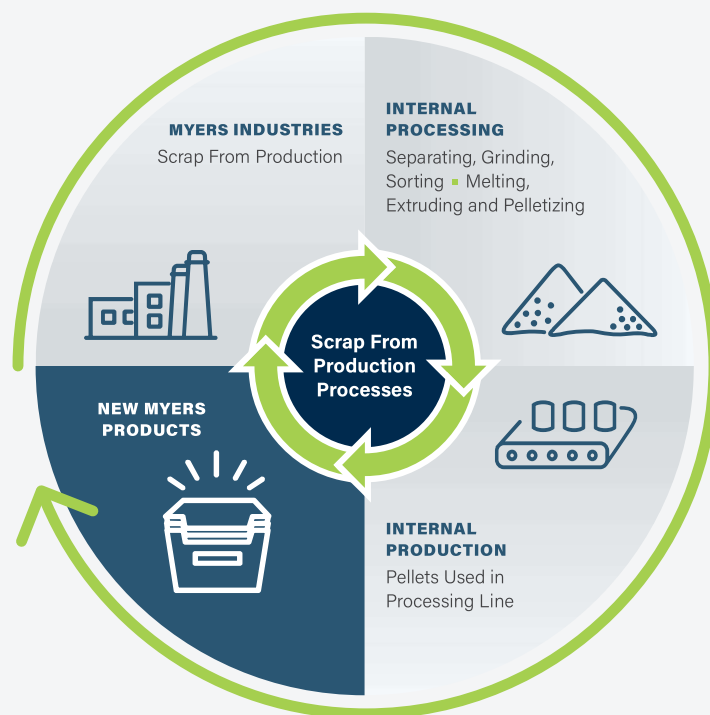 MYERS INDUSTRIES
Scrap From Production
INTERNAL
PROCESSING
Separating, Grinding,
Sorting ▪ Melting,
Extruding and Pelletizing
Scrap From
Production
Processes
NEW MYERS
PRODUCTS
INTERNAL
PRODUCTION
Pellets Used in
Processing Line